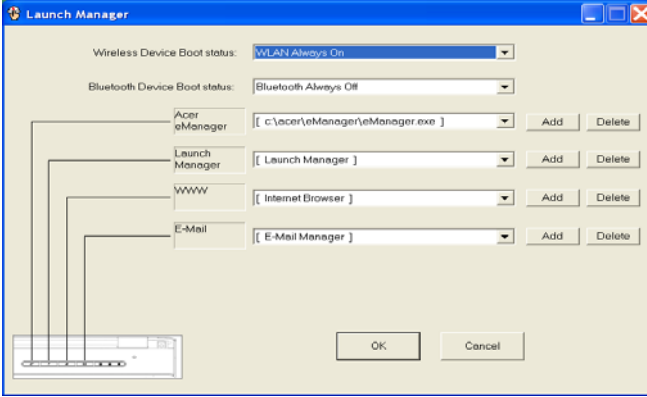 Launch Manager
Wireless Device Boot status: WLAN Always On
Bluetooth Device Boot status: Bluetooth Always Off
Acer
eManager
[ c:\acer\eManager\eManager.exe ] Add Delete
Launch
Manager
[ Launch Manager ] Add Delete
WWW
[ Internet Browser ] Add Delete
E-Mail
[ E-Mail Manager ] Add Delete
OK Cancel